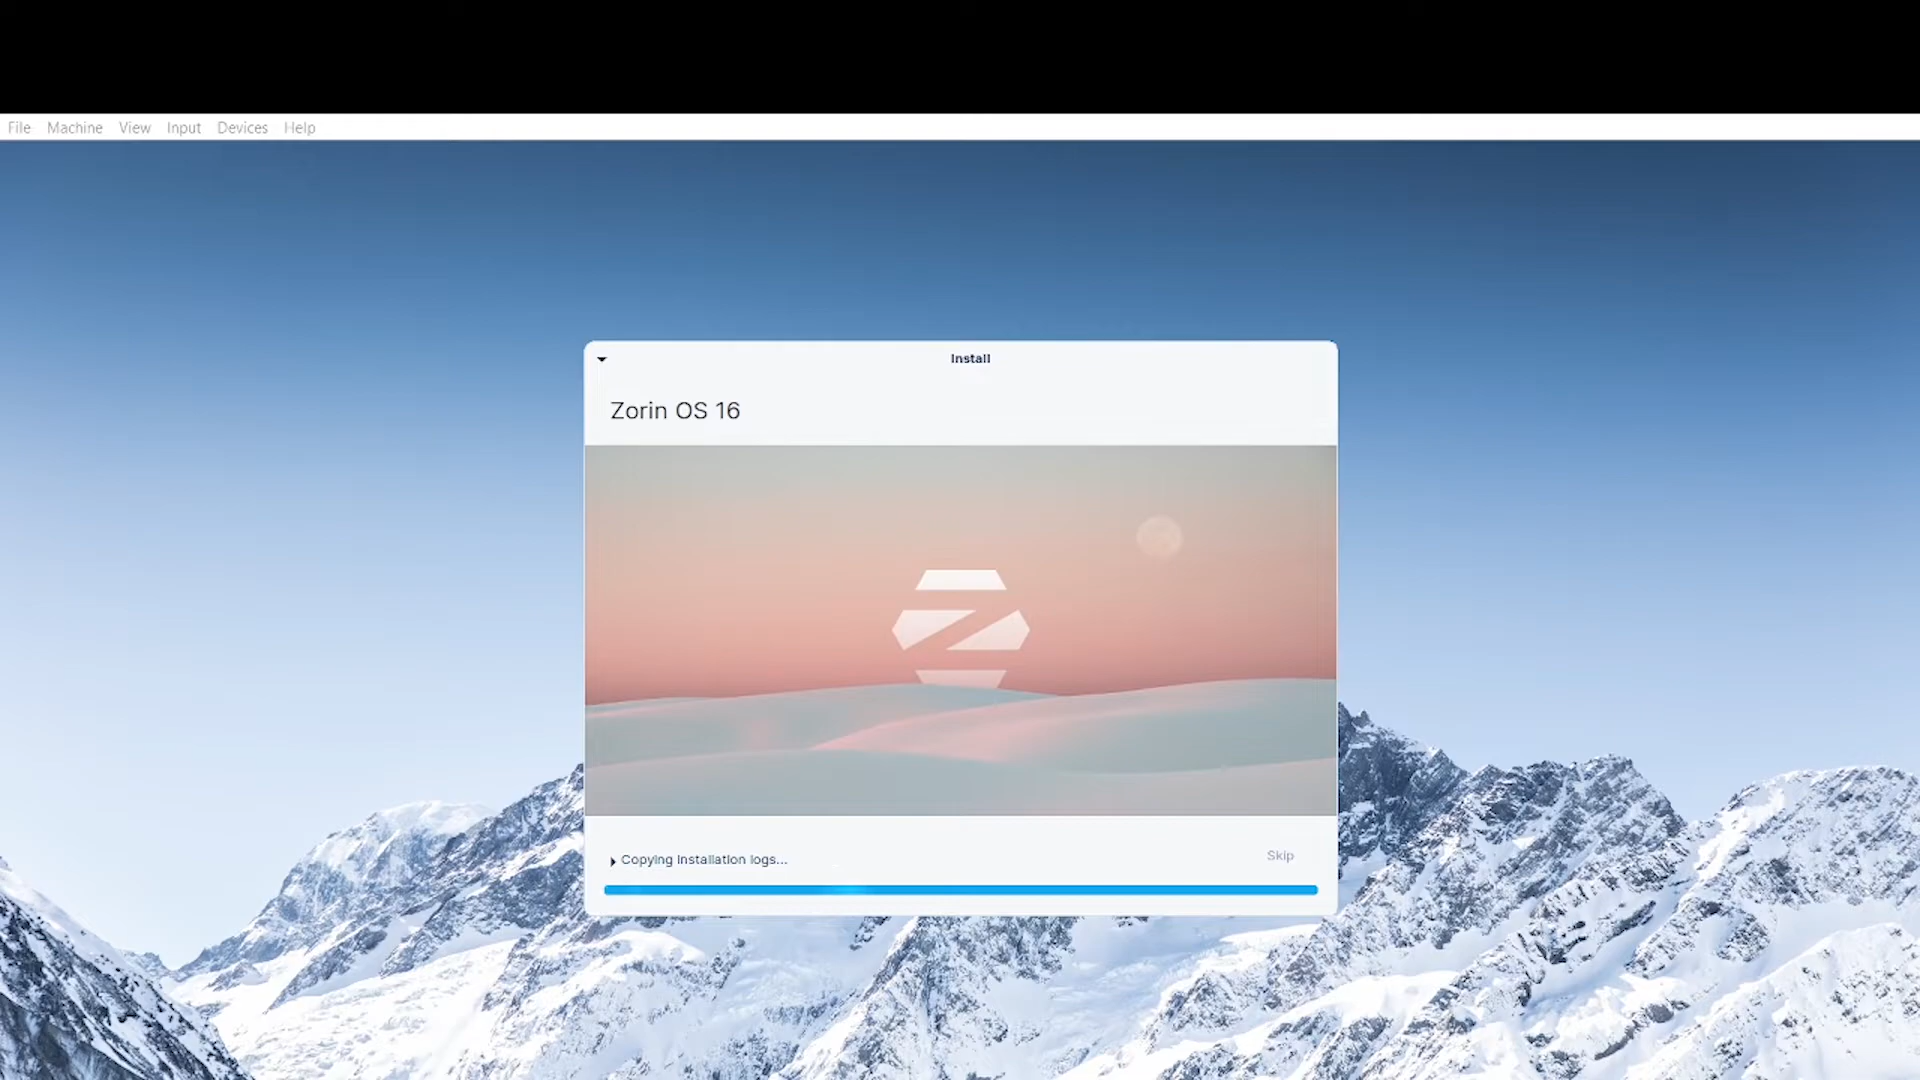 File Machine View Input Devices Help
Install
Zorin OS 16
Copying installation logs...
Skip